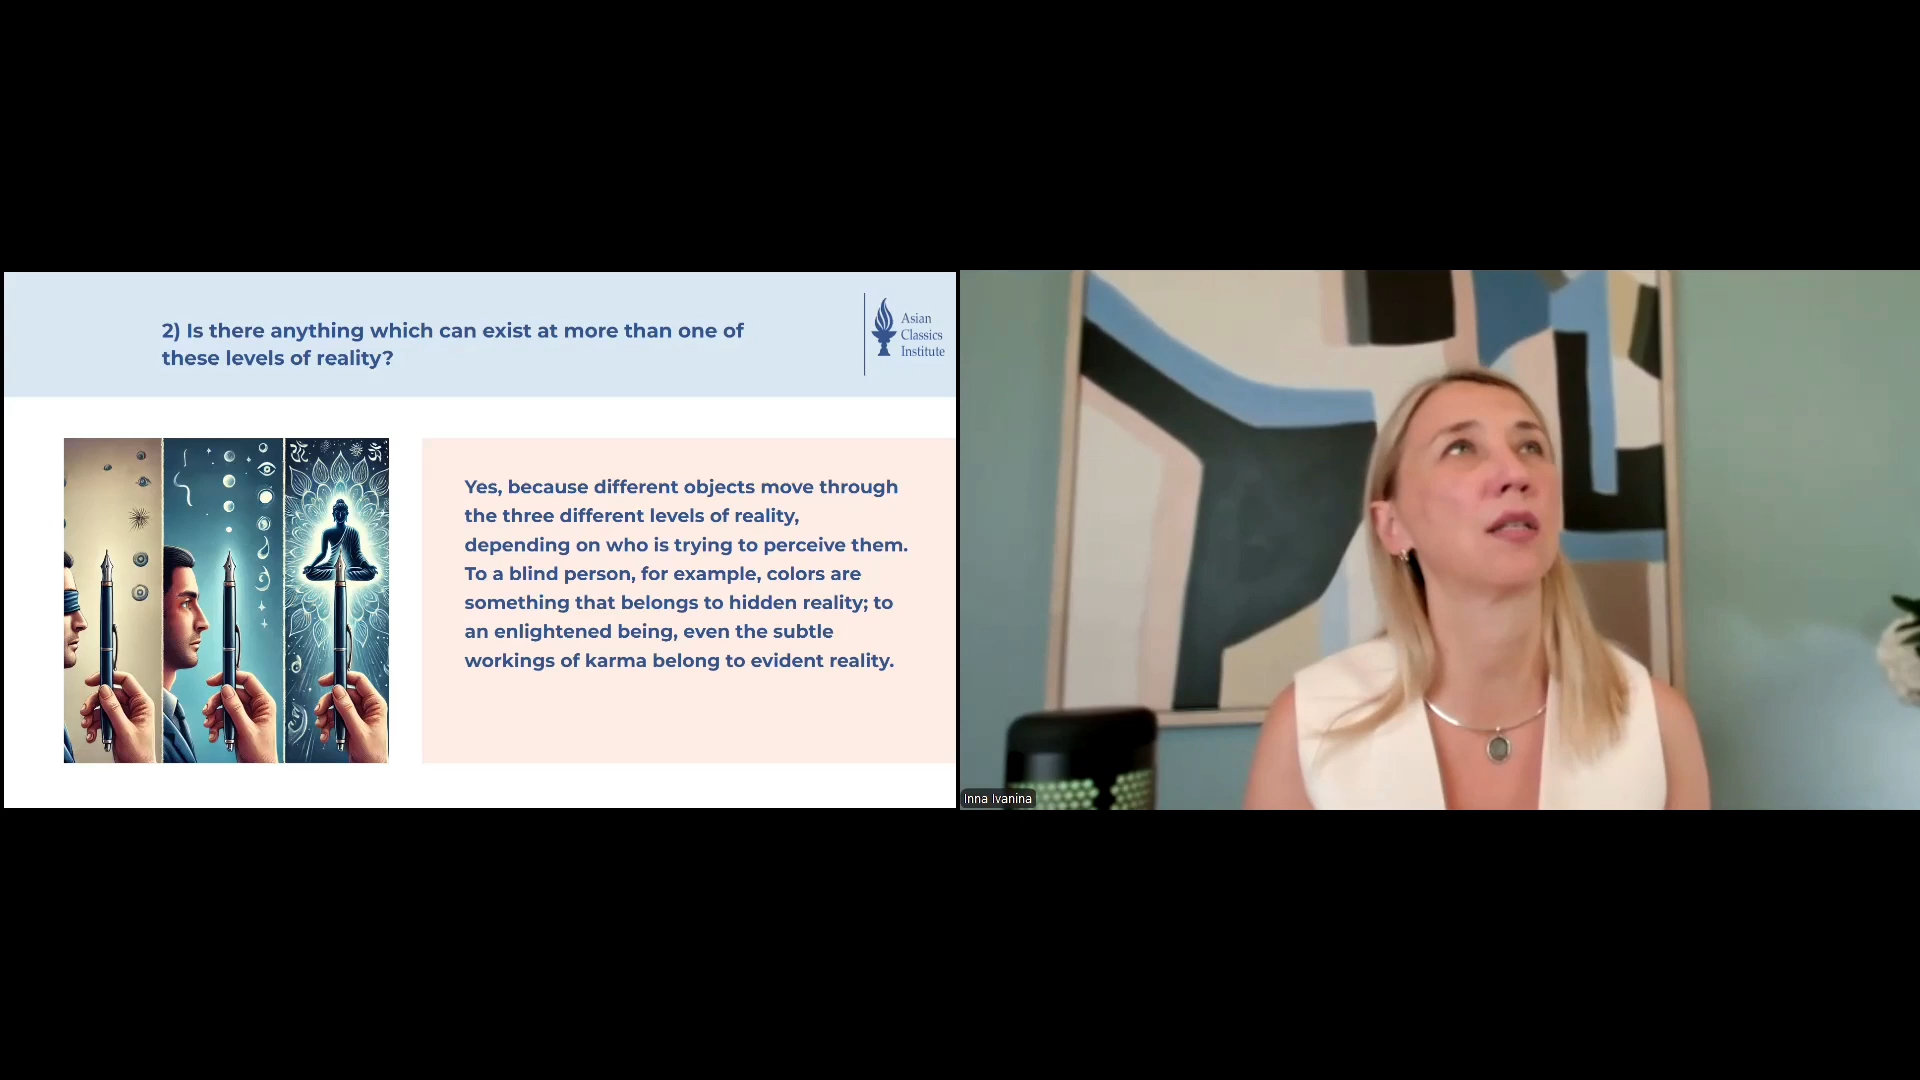 2) Is there anything which can exist at more than one of
these levels of reality?
Asian
Classics
Institute
Yes, because different objects move through
the three different levels of reality,
depending on who is trying to perceive them.
To a blind person, for example, colors are
something that belongs to hidden reality; to
an enlightened being, even the subtle
workings of karma belong to evident reality.
Inna Ivanina